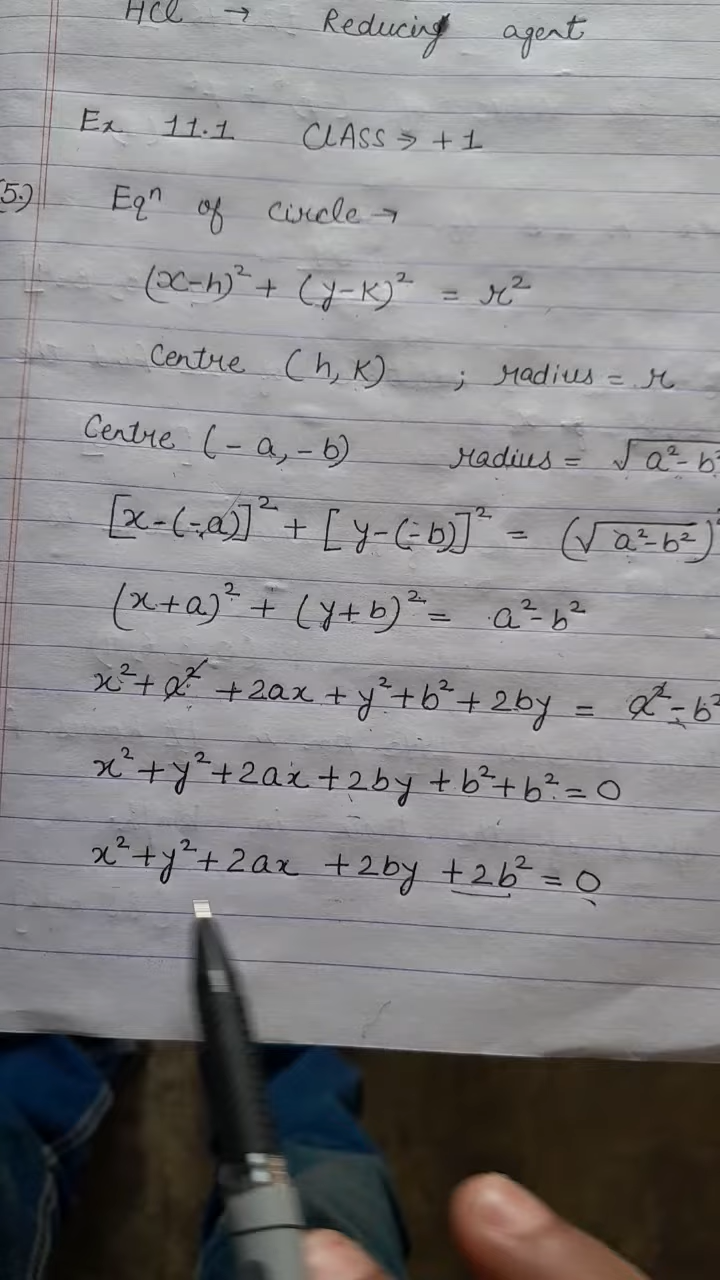 HCl → Reducing agent
Ex 11.1 CLASS → +1
5.) Eqⁿ of circle →
(x-h)² + (y-k)² = r²
Centre (h, k) ; radius = r
Centre (-a, -b) radius = √a²-b²
[x-(-a)]² + [y-(-b)]² = (√a²-b²)²
(x+a)² + (y+b)² = a²-b²
x² + a² + 2ax + y² + b² + 2by = a² - b²
x² + y² + 2ax + 2by + b² + b² = 0
x² + y² + 2ax + 2by + 2b² = 0